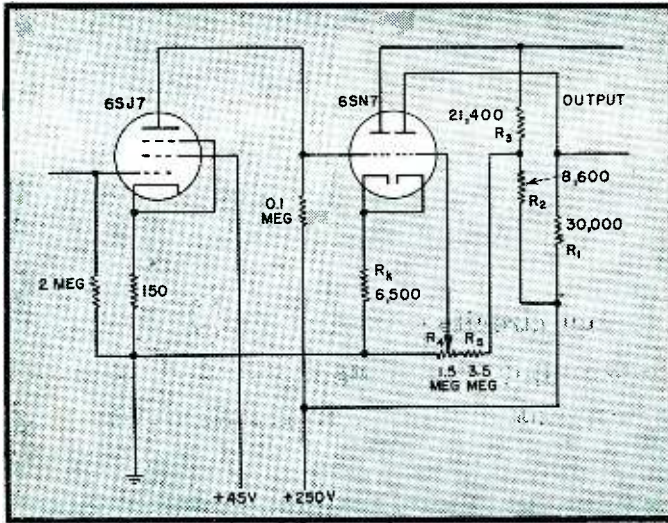 6SJ7
6SN7
OUTPUT
21,400
R3
8,600
R2
0.1
MEG
30,000
R1
2 MEG
150
Rk
6,500
R4 R5
1.5 3.5
MEG MEG
+45V +250V